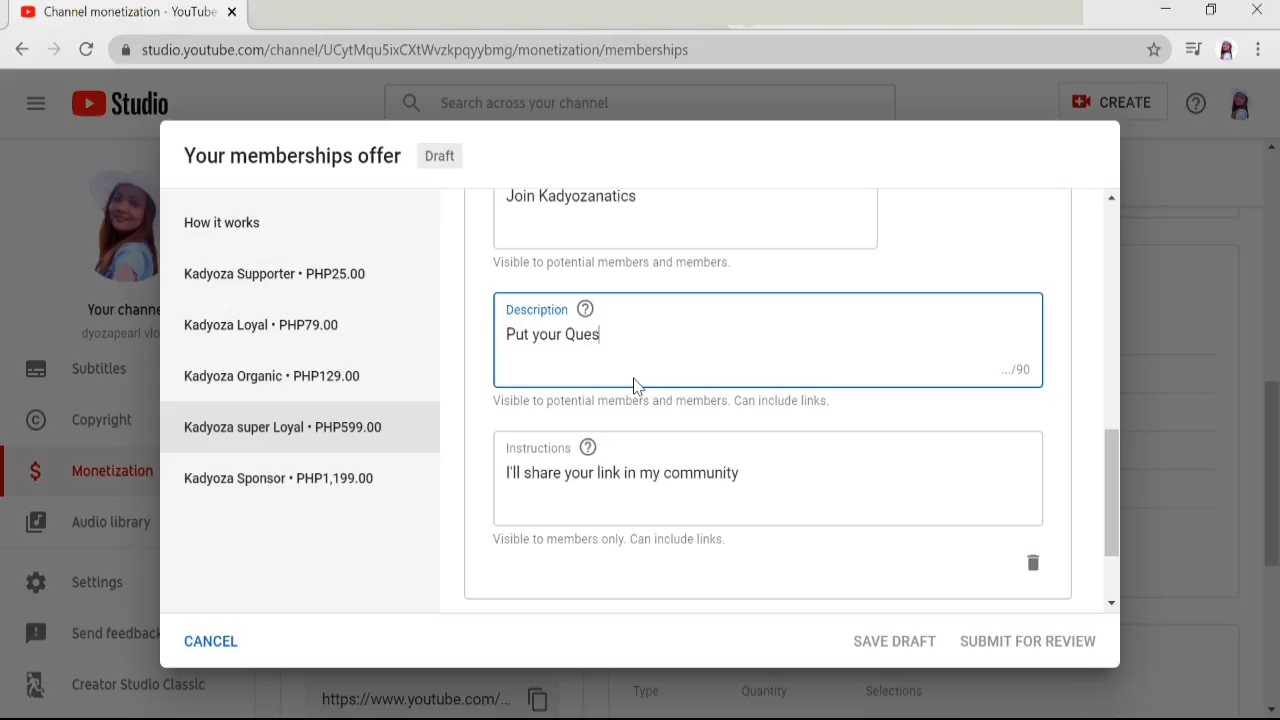 Channel monetization - YouTube
studio.youtube.com/channel/UCytMqu5ixCXtWvzkpqyybmg/monetization/memberships
Studio
Search across your channel
CREATE
Your memberships offer
Draft
How it works
Kadyoza Supporter • PHP25.00
Kadyoza Loyal • PHP79.00
Kadyoza Organic • PHP129.00
Kadyoza super Loyal • PHP599.00
Kadyoza Sponsor • PHP1,199.00
Join Kadyozanatics
Visible to potential members and members.
Description
Put your Ques
.../90
Visible to potential members and members. Can include links.
Instructions
I'll share your link in my community
Visible to members only. Can include links.
CANCEL
SAVE DRAFT
SUBMIT FOR REVIEW
Your channe
dyozapearl vlo
Subtitles
Copyright
Monetization
Audio library
Settings
Send feedback
Creator Studio Classic
https://www.youtube.com/...
Type
Quantity
Selections